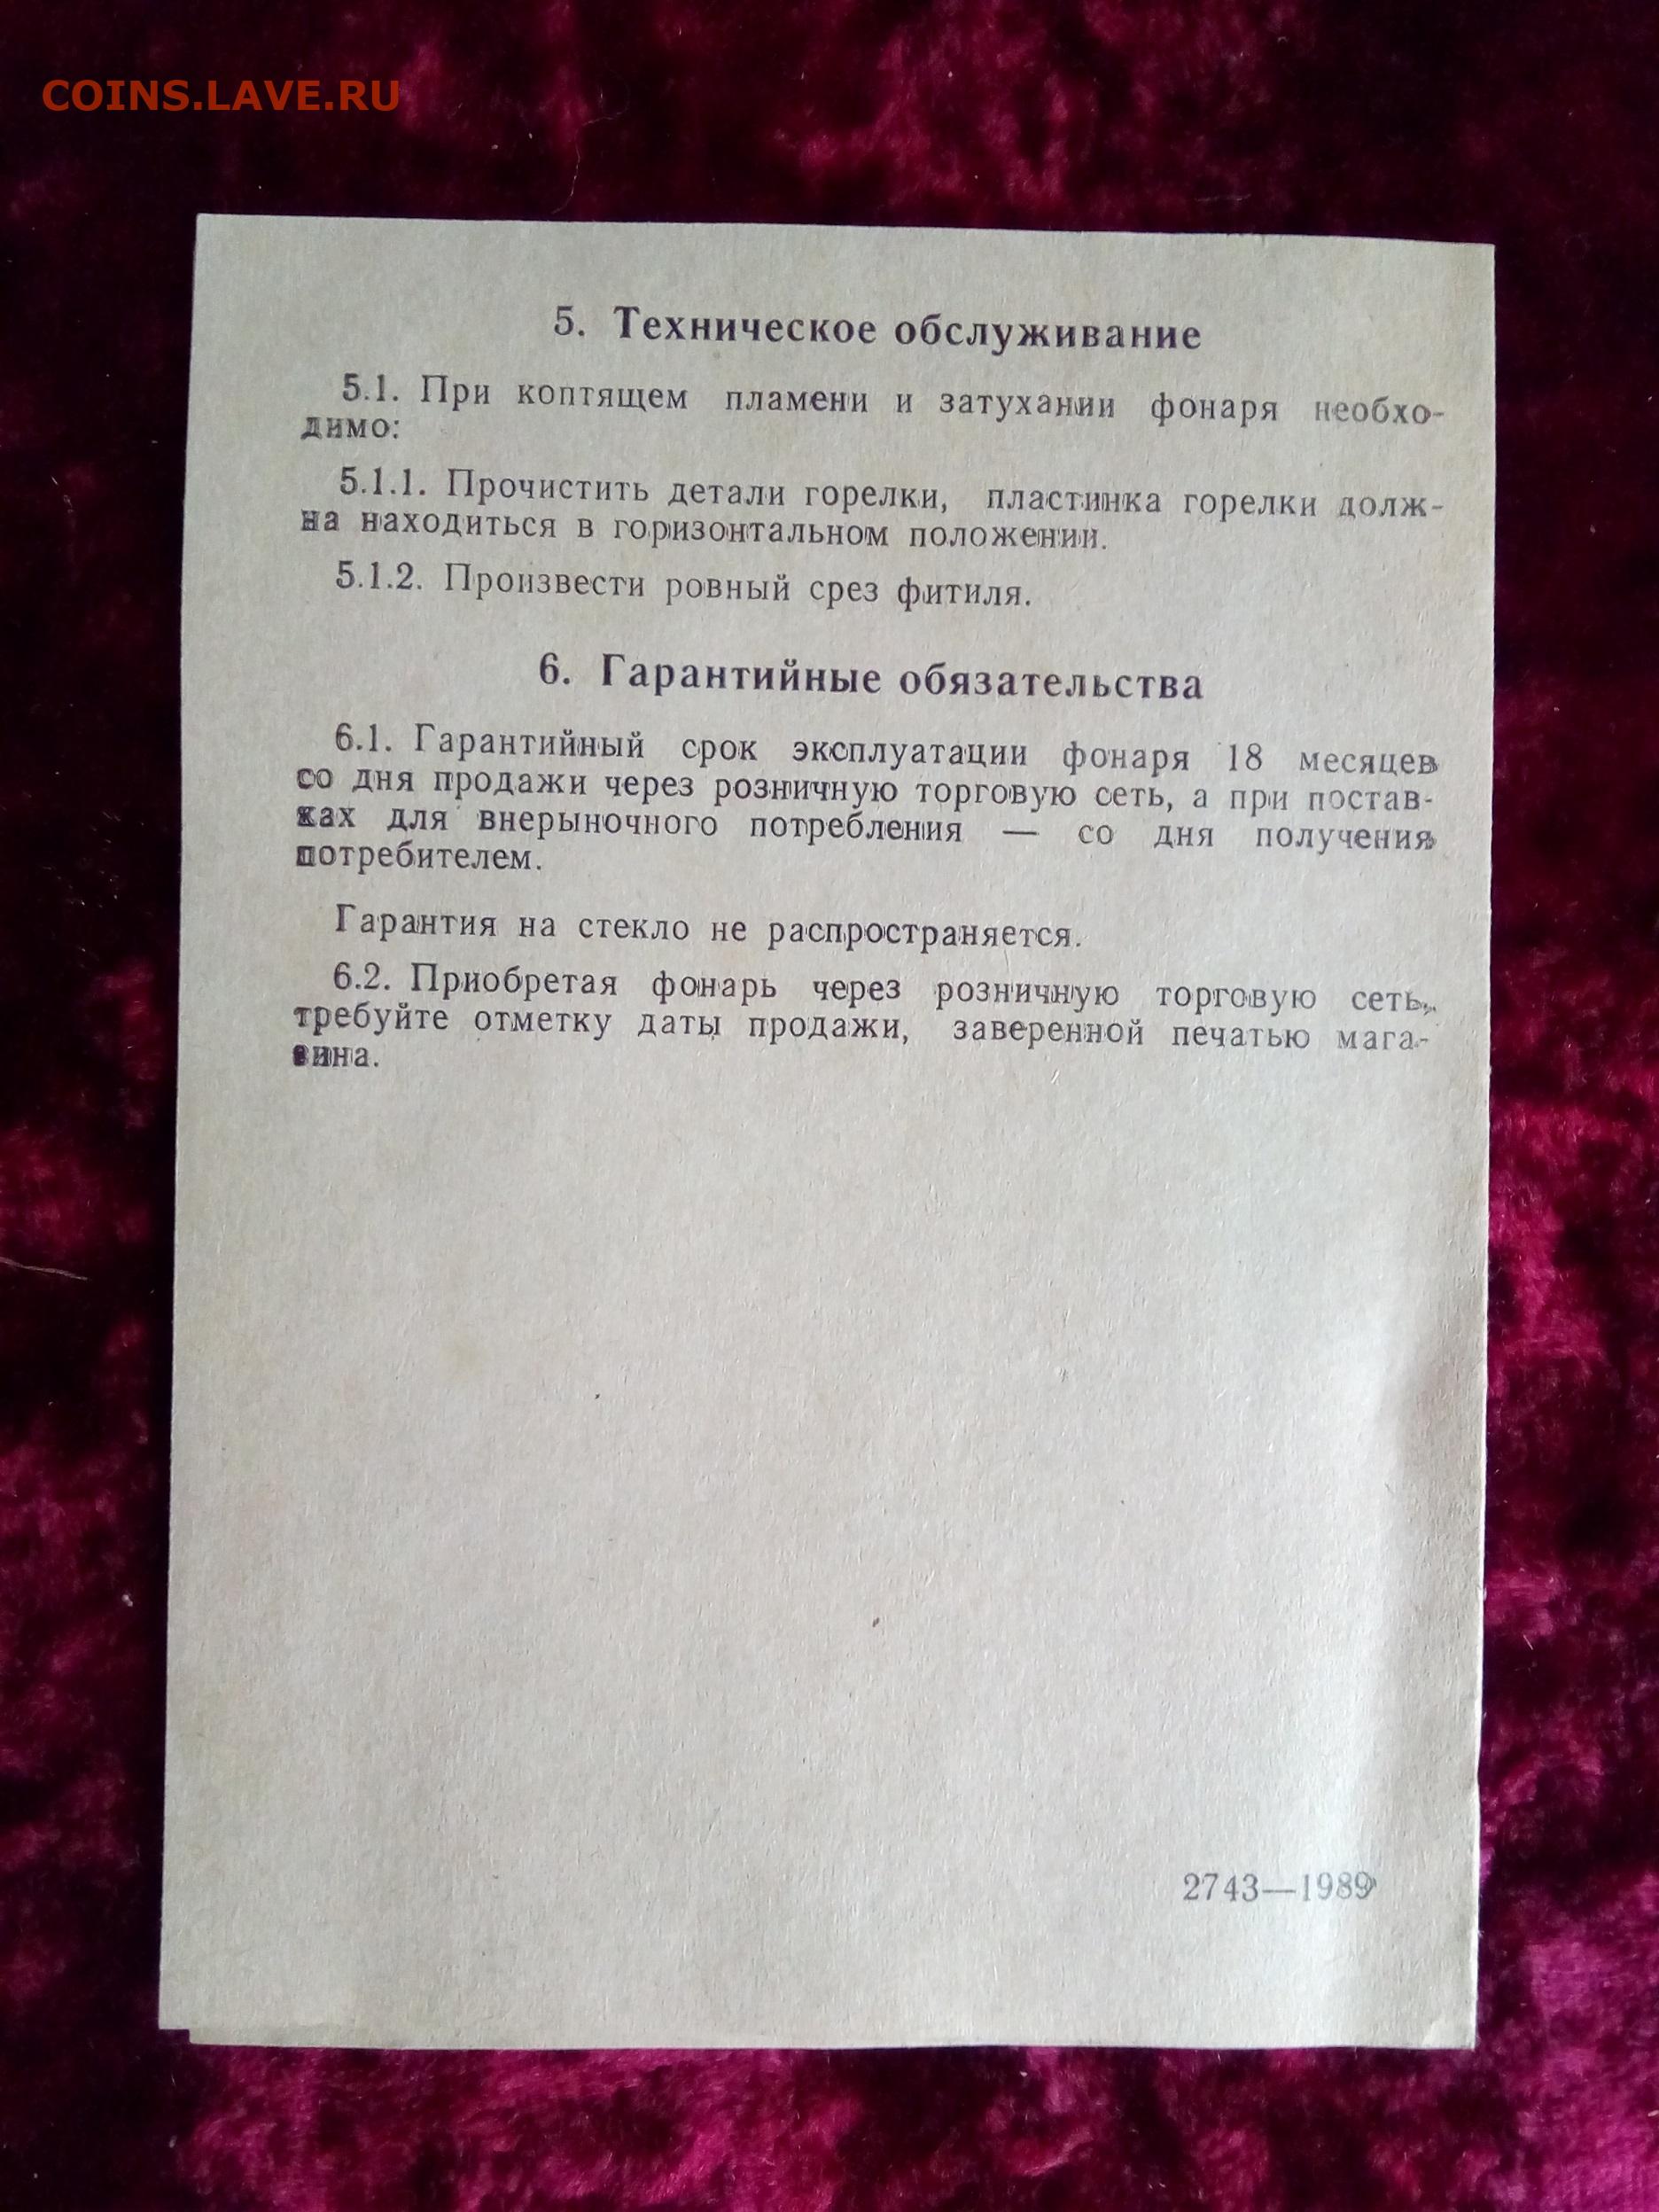 COINS.LAVE.RU
5. Техническое обслуживание
5.1. При коптящем пламени и затухании фонаря необхо-
димо:
5.1.1. Прочистить детали горелки, пластинка горелки долж-
на находиться в горизонтальном положении.
5.1.2. Произвести ровный срез фитиля.
6. Гарантийные обязательства
6.1. Гарантийный срок эксплуатации фонаря 18 месяцев
со дня продажи через розничную торговую сеть, а при постав-
ках для внерыночного потребления — со дня получения
потребителем.
Гарантия на стекло не распространяется.
6.2. Приобретая фонарь через розничную торговую сеть,
требуйте отметку даты продажи, заверенной печатью мага-
зина.
2743—1989